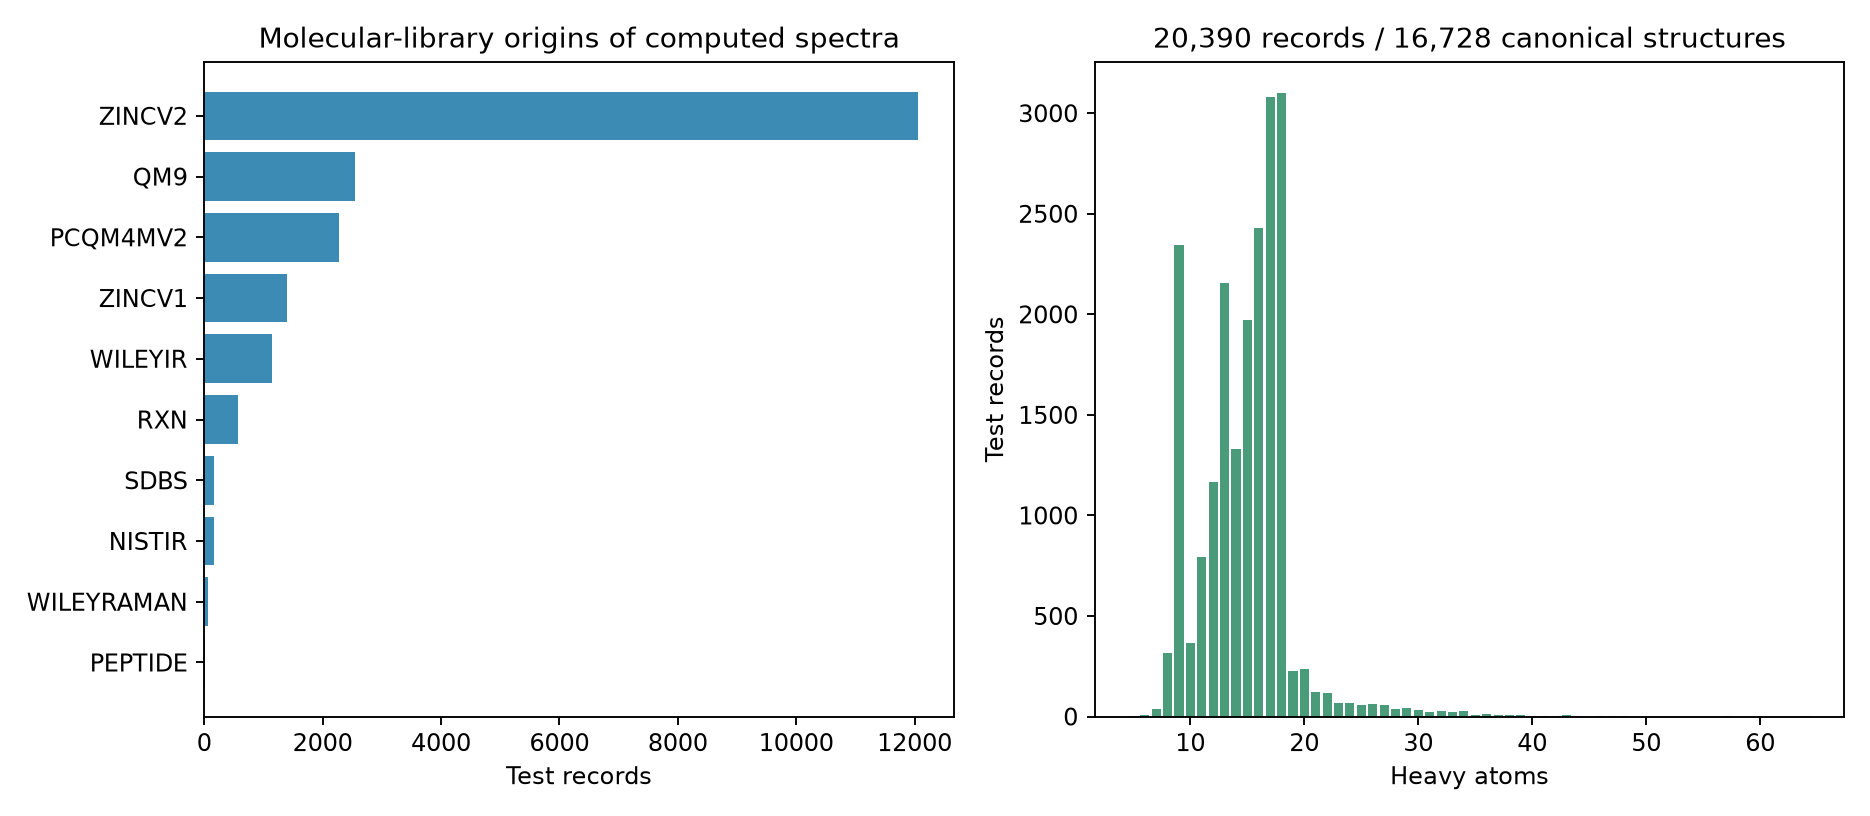 Molecular-library origins of computed spectra
ZINCV2
QM9
PCQM4MV2
ZINCV1
WILEYIR
RXN
SDBS
NISTIR
WILEYRAMAN
PEPTIDE
0 2000 4000 6000 8000 10000 12000
Test records
20,390 records / 16,728 canonical structures
Test records
3000
2500
2000
1500
1000
500
0
10 20 30 40 50 60
Heavy atoms